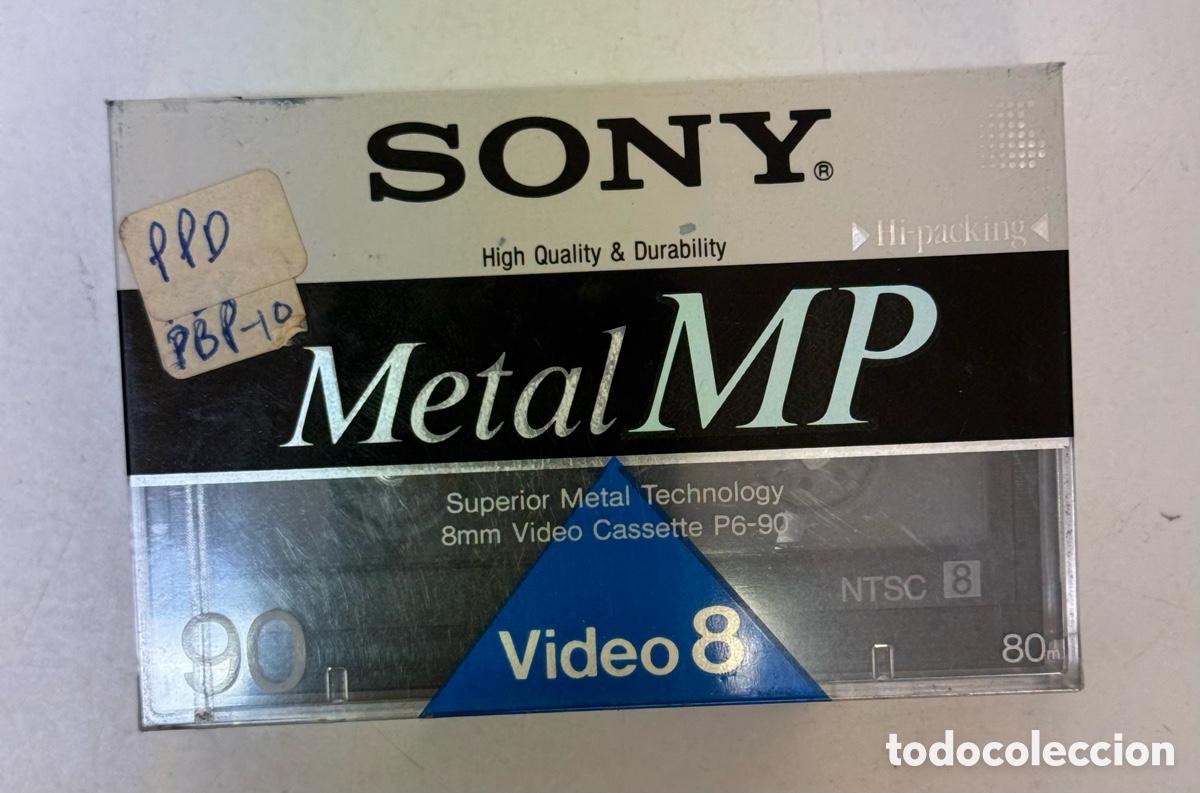 SONY®
High Quality & Durability
Hi-packing
PPD
PBP-10
Metal MP
Superior Metal Technology
8mm Video Cassette P6-90
NTSC 8
90
Video 8
80m
todocoleccion